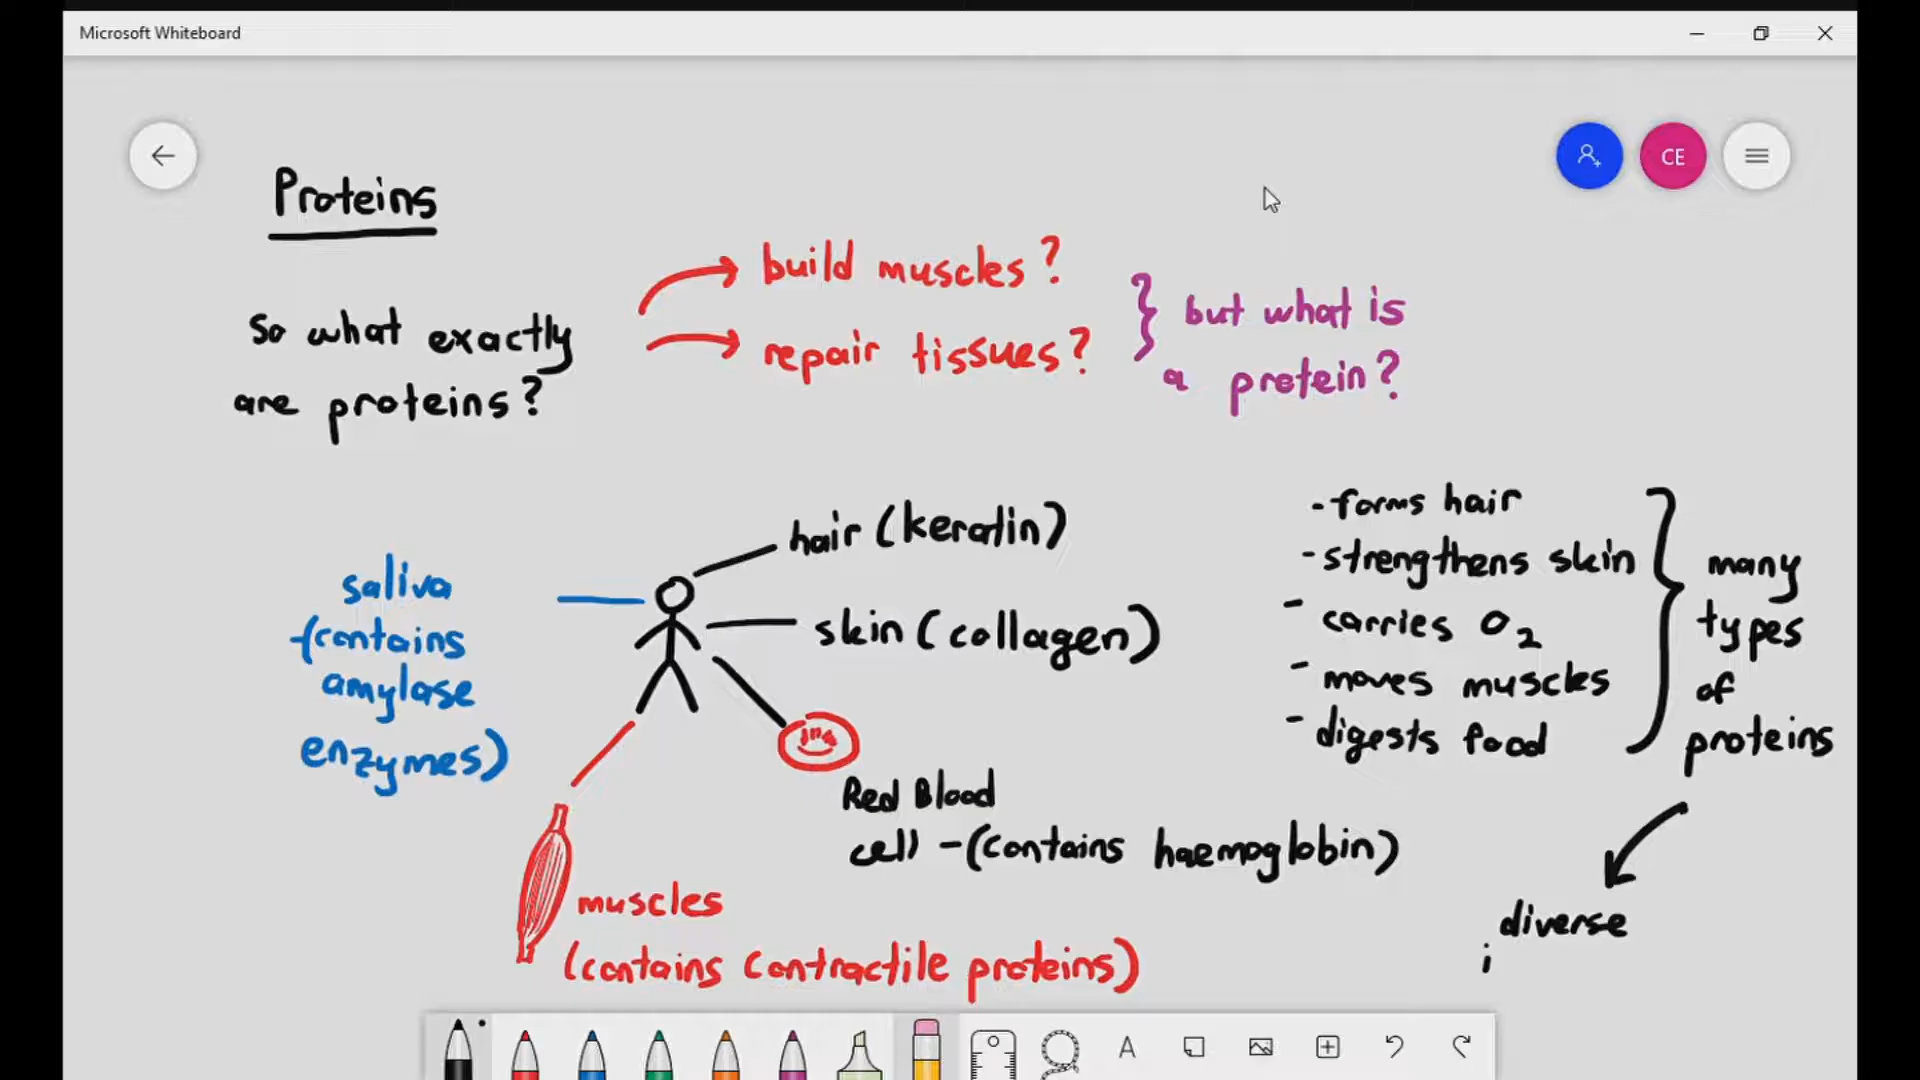 Microsoft Whiteboard
CE
Proteins
So what exactly
are proteins?
build muscles?
repair tissues?
but what is
a protein?
hair (keratin)
skin (collagen)
Red Blood
cell - (contains haemoglobin)
saliva
- (contains
amylase
enzymes)
muscles
(contains contractile proteins)
- forms hair
- strengthens skin
- carries O2
- moves muscles
- digests food
many
types
of
proteins
diverse
i
A